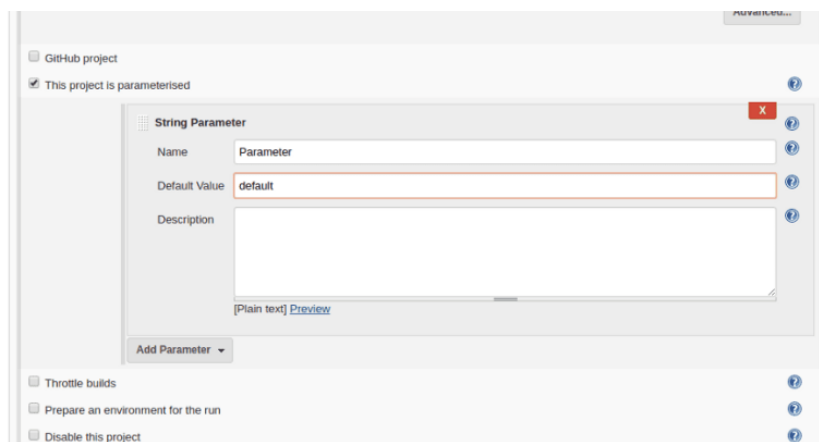 Advanced...
GitHub project
This project is parameterised
X
String Parameter
Name Parameter
Default Value default
Description
[Plain text] Preview
Add Parameter
Throttle builds
Prepare an environment for the run
Disable this project